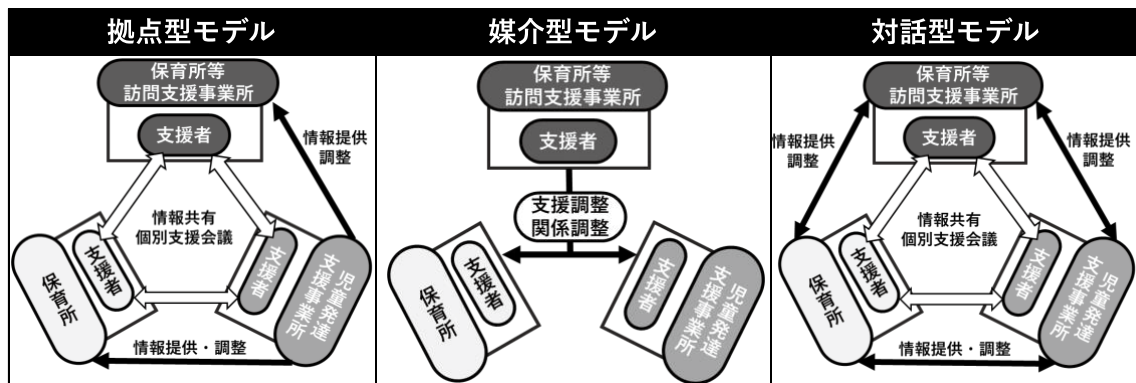 拠点型モデル
保育所等
訪問支援事業所
支援者
情報提供
調整
情報共有
個別支援会議
支援者
保育所
支援者
児童発達
支援事業所
情報提供・調整
媒介型モデル
保育所等
訪問支援事業所
支援者
支援調整
関係調整
支援者
保育所
支援者
児童発達
支援事業所
対話型モデル
保育所等
訪問支援事業所
支援者
情報提供
調整
情報提供
調整
情報共有
個別支援会議
支援者
保育所
支援者
児童発達
支援事業所
情報提供・調整